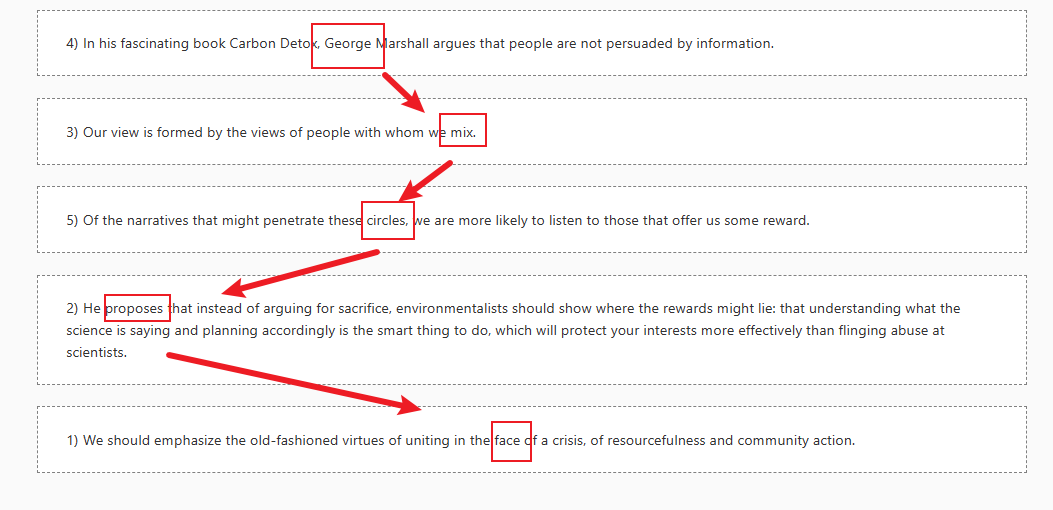 4) In his fascinating book Carbon Detox, George Marshall argues that people are not persuaded by information.
3) Our view is formed by the views of people with whom we mix.
5) Of the narratives that might penetrate these circles, we are more likely to listen to those that offer us some reward.
2) He proposes that instead of arguing for sacrifice, environmentalists should show where the rewards might lie: that understanding what the
science is saying and planning accordingly is the smart thing to do, which will protect your interests more effectively than flinging abuse at
scientists.
1) We should emphasize the old-fashioned virtues of uniting in the face of a crisis, of resourcefulness and community action.